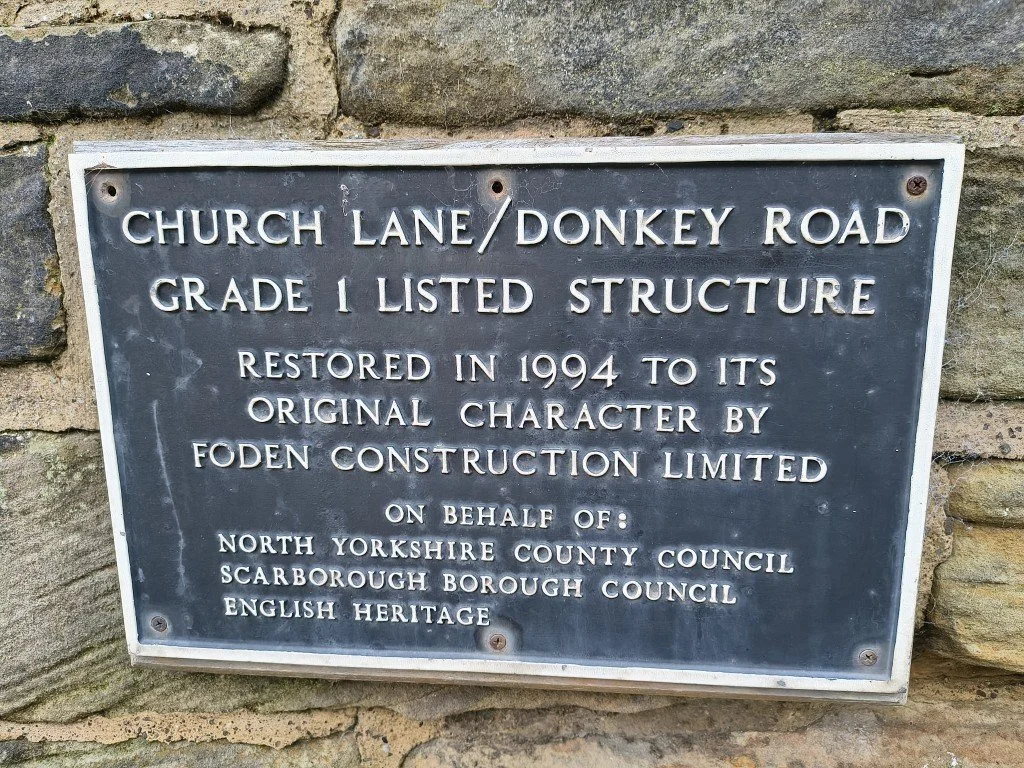 CHURCH LANE/DONKEY ROAD
GRADE 1 LISTED STRUCTURE
RESTORED IN 1994 TO ITS
ORIGINAL CHARACTER BY
FODEN CONSTRUCTION LIMITED
ON BEHALF OF:
NORTH YORKSHIRE COUNTY COUNCIL
SCARBOROUGH BOROUGH COUNCIL
ENGLISH HERITAGE